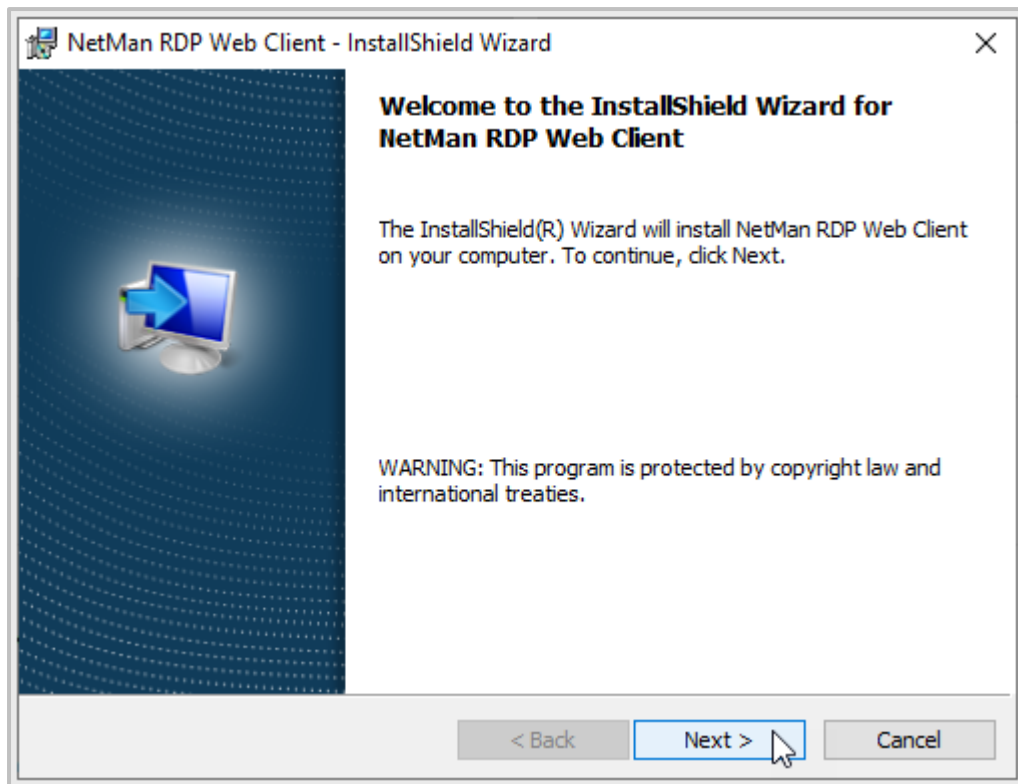 NetMan RDP Web Client - InstallShield Wizard
Welcome to the InstallShield Wizard for
NetMan RDP Web Client
The InstallShield(R) Wizard will install NetMan RDP Web Client
on your computer. To continue, click Next.
WARNING: This program is protected by copyright law and
international treaties.
< Back
Next >
Cancel